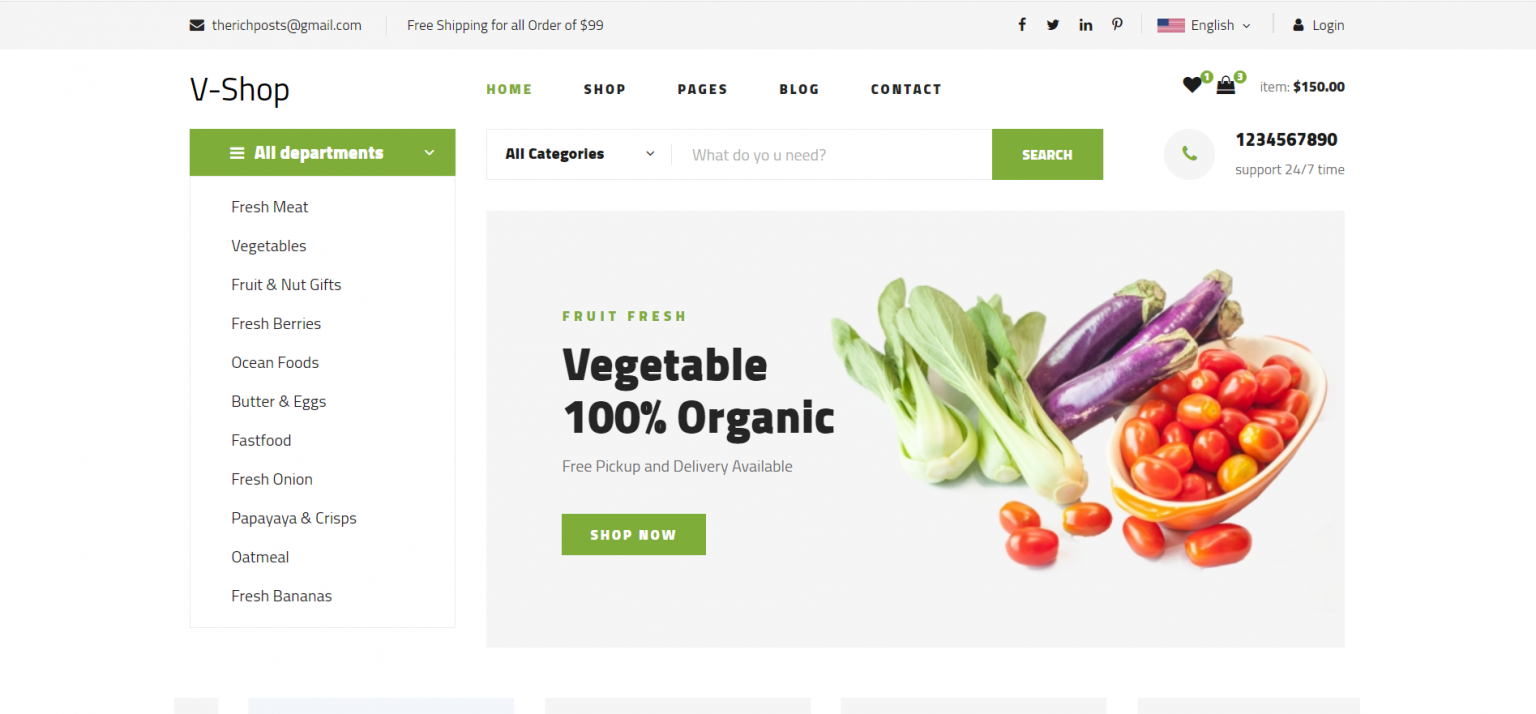 therichposts@gmail.com
Free Shipping for all Order of $99
English
Login
V-Shop
HOME
SHOP
PAGES
BLOG
CONTACT
1
3
item: $150.00
All departments
All Categories
What do yo u need?
SEARCH
1234567890
support 24/7 time
Fresh Meat
Vegetables
Fruit & Nut Gifts
Fresh Berries
Ocean Foods
Butter & Eggs
Fastfood
Fresh Onion
Papayaya & Crisps
Oatmeal
Fresh Bananas
FRUIT FRESH
Vegetable
100% Organic
Free Pickup and Delivery Available
SHOP NOW